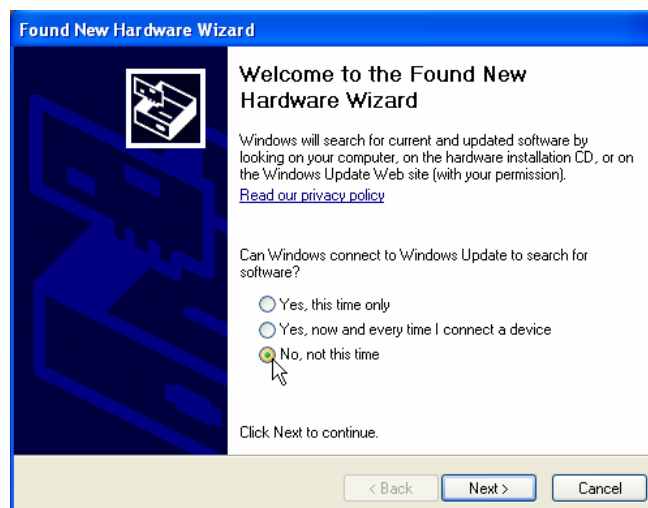 Found New Hardware Wizard
Welcome to the Found New
Hardware Wizard
Windows will search for current and updated software by
looking on your computer, on the hardware installation CD, or on
the Windows Update Web site (with your permission).
Read our privacy policy
Can Windows connect to Windows Update to search for
software?
Yes, this time only
Yes, now and every time I connect a device
No, not this time
Click Next to continue.
< Back Next > Cancel